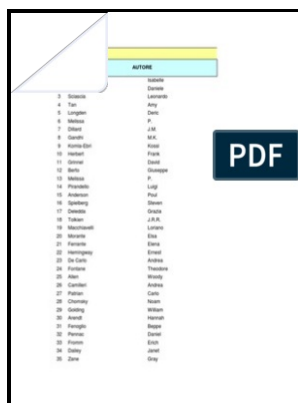 AUTORE
Isabelle
Daniele
3 Sciascia Leonardo
4 Tan Amy
5 Longden Deric
6 Melissa P.
7 Dillard J.M.
8 Gandhi M.K.
9 Komla-Ebri Kossi
10 Herbert Frank
11 Grimnel David
12 Berto Giuseppe
13 Melissa P.
14 Pirandello Luigi
15 Anderson Poul
16 Spielberg Steven
17 Deledda Grazia
18 Tolkien J.R.R.
19 Macchiavelli Loriano
20 Morante Elsa
21 Ferrante Elena
22 Hemingway Ernest
23 De Carlo Andrea
24 Fontane Theodore
25 Allen Woody
26 Camilleri Andrea
27 Patrian Carlo
28 Chomsky Noam
29 Golding William
30 Arendt Hannah
31 Fenoglio Beppe
32 Pennac Daniel
33 Fromm Erich
34 Dailey Janet
35 Zane Gray
PDF